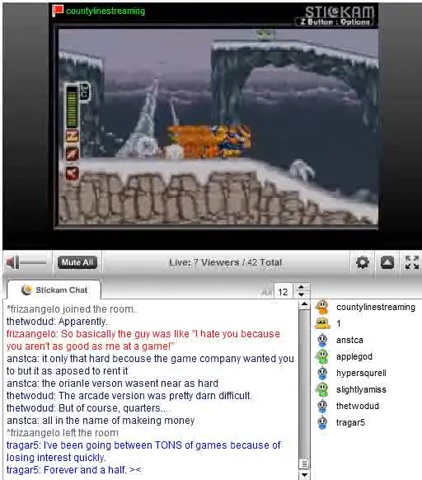 countylinestreaming
STICKAM
Z Button : Options
Mute All
Live: 7 Viewers / 42 Total
Stickam Chat
12
*frizaangelo joined the room.
thetwodud: Apparently..
frizaangelo: So basically the guy was like "I hate you because
you aren't as good as me at a game!"
anstca: it only that hard becouse the game company wanted you
to but it as aposed to rent it
anstca: the orianle verson wasent near as hard
thetwodud: The arcade version was pretty darn difficult.
thetwodud: But of course, quarters...
anstca: all in the name of makeing money
*frizaangelo left the room
tragar5: I've been going between TONS of games because of
losing interest quickly.
tragar5: Forever and a half. ><
countylinestreaming
1
anstca
applegod
hypersqurell
slightlyamiss
thetwodud
tragar5